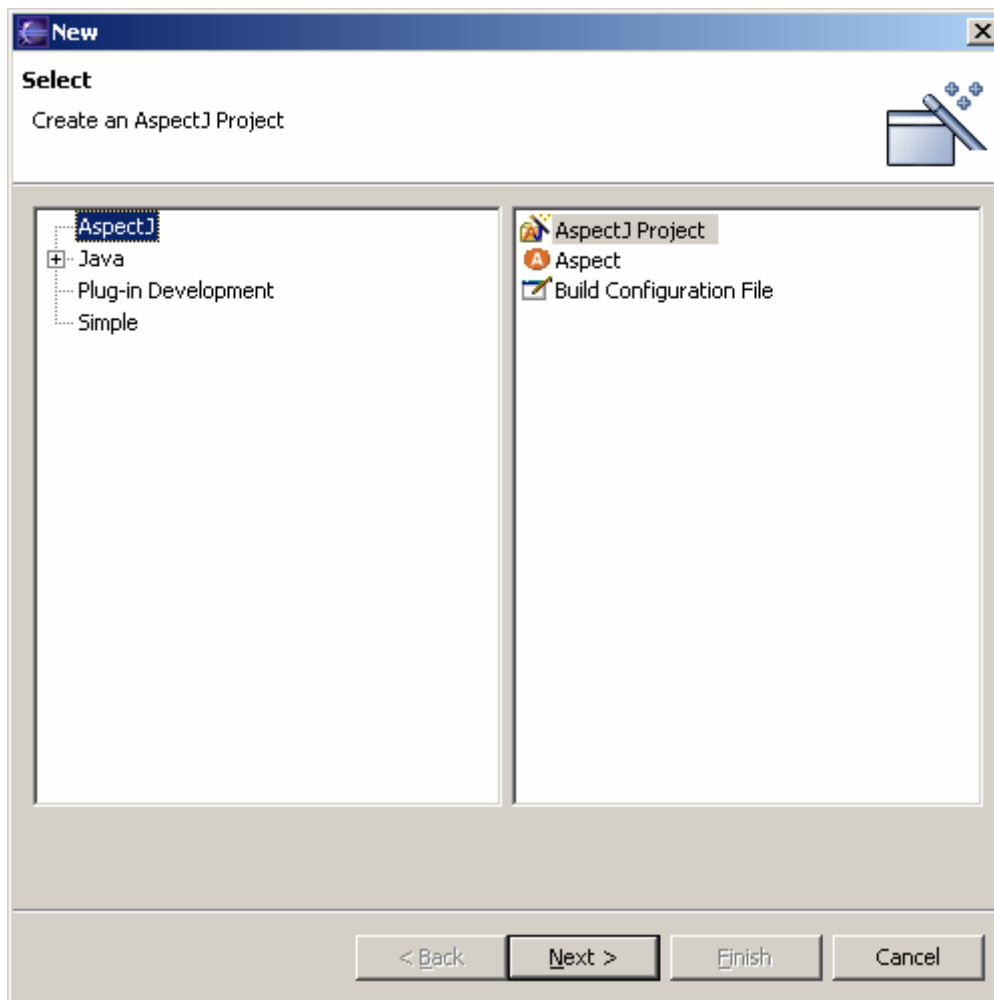 New
Select
Create an AspectJ Project
AspectJ
Java
Plug-in Development
Simple
AspectJ Project
Aspect
Build Configuration File
< Back
Next >
Finish
Cancel